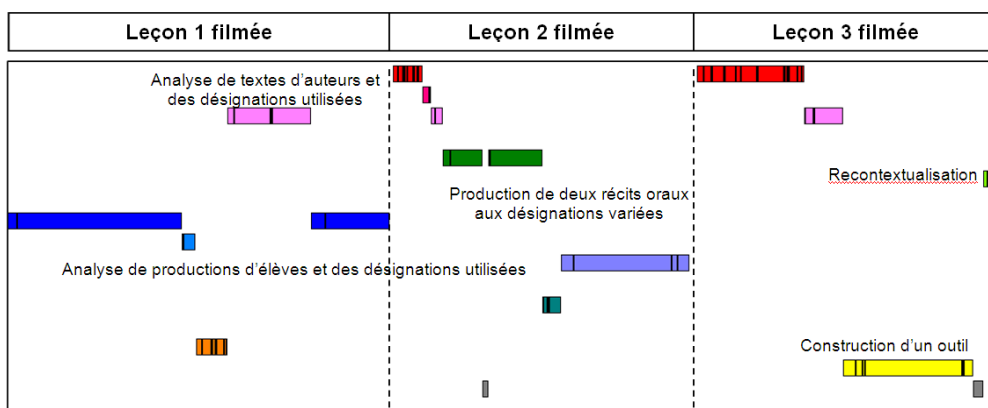 Leçon 1 filmée
Leçon 2 filmée
Leçon 3 filmée
Analyse de textes d'auteurs et
des désignations utilisées
Recontextualisation
Production de deux récits oraux
aux désignations variées
Analyse de productions d'élèves et des désignations utilisées
Construction d'un outil